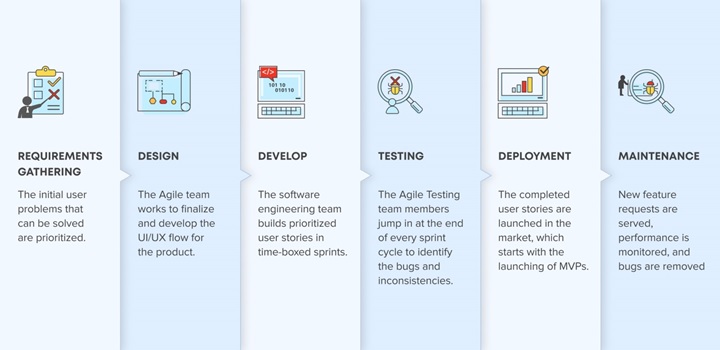 </>
101 10
010110
REQUIREMENTS
GATHERING
The initial user
problems that
can be solved
are prioritized.
DESIGN
The Agile team
works to finalize
and develop the
UI/UX flow for
the product.
DEVELOP
The software
engineering team
builds prioritized
user stories in
time-boxed sprints.
TESTING
The Agile Testing
team members
jump in at the end
of every sprint
cycle to identify
the bugs and
inconsistencies.
DEPLOYMENT
The completed
user stories are
launched in the
market, which
starts with the
launching of MVPs.
MAINTENANCE
New feature
requests are
served,
performance is
monitored, and
bugs are removed